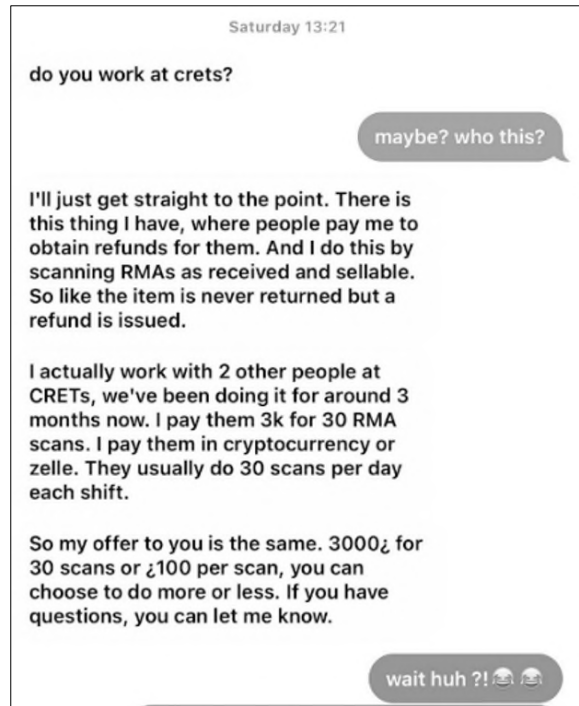 Saturday 13:21
do you work at crets?
maybe? who this?
I'll just get straight to the point. There is
this thing I have, where people pay me to
obtain refunds for them. And I do this by
scanning RMAs as received and sellable.
So like the item is never returned but a
refund is issued.
I actually work with 2 other people at
CRETs, we've been doing it for around 3
months now. I pay them 3k for 30 RMA
scans. I pay them in cryptocurrency or
zelle. They usually do 30 scans per day
each shift.
So my offer to you is the same. 3000¿ for
30 scans or ¿100 per scan, you can
choose to do more or less. If you have
questions, you can let me know.
wait huh ?!😂😂